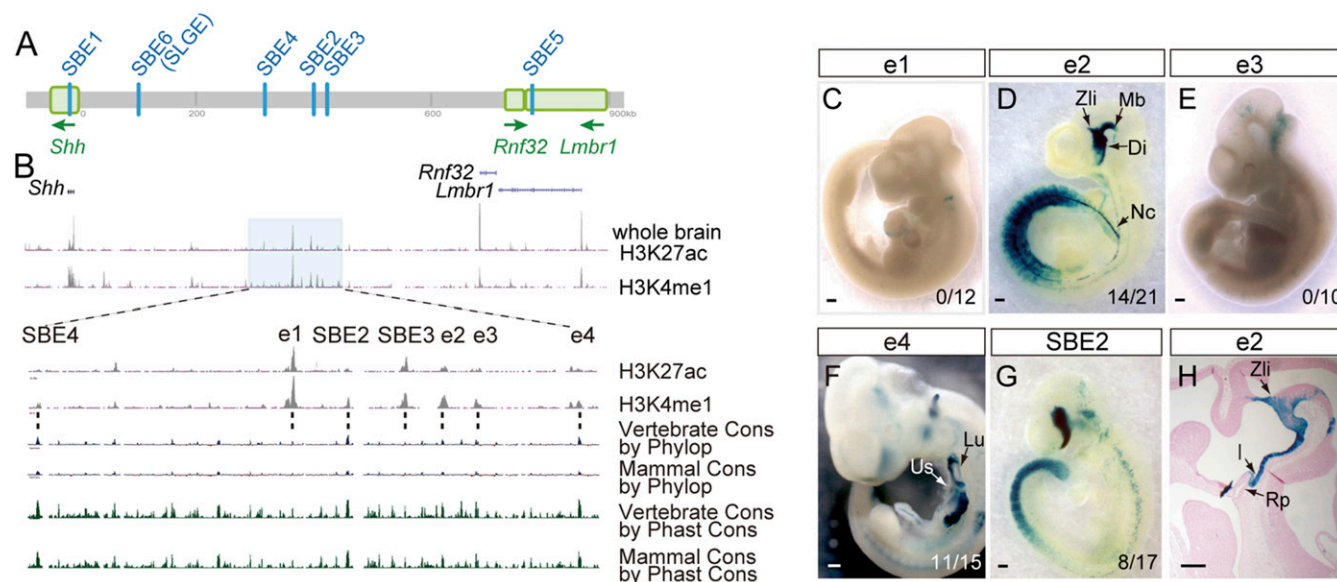 A
SBE1
SBE6
(SLGE)
SBE4
SBE2
SBE3
SBE5
0
200
600
900kb
Shh
Rnf32
Lmbr1
B
Shh
Rnf32
Lmbr1
whole brain
H3K27ac
H3K4me1
SBE4
e1
SBE2
SBE3
e2
e3
e4
H3K27ac
H3K4me1
Vertebrate Cons
by Phylop
Mammal Cons
by Phylop
Vertebrate Cons
by Phast Cons
Mammal Cons
by Phast Cons
e1
C
0/12
e2
D
Zli
Mb
Di
Nc
14/21
e3
E
0/10
e4
F
Lu
Us
11/15
SBE2
G
8/17
e2
H
Zli
I
Rp